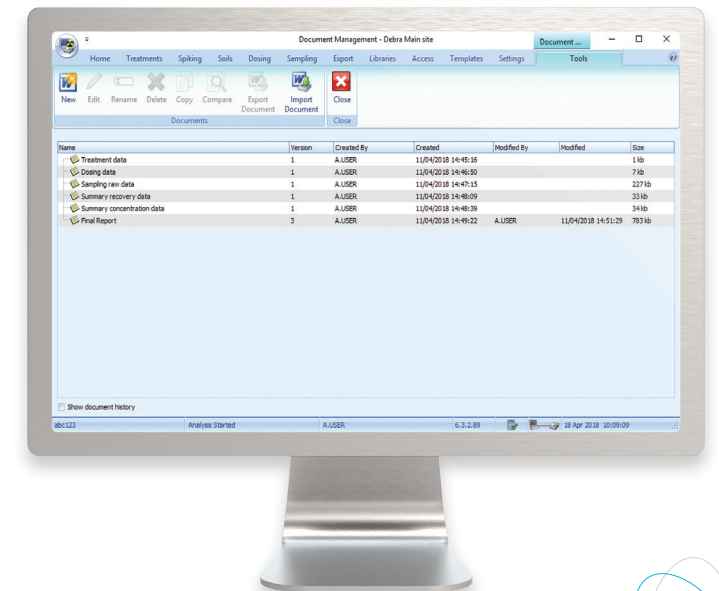 Document Management - Debra Main site
Document ...
Home Treatments Spiking Soils Dosing Sampling Export Libraries Access Templates Settings Tools
New Edit Rename Delete Copy Compare Export Document Import Document Close
Documents Close
Name Version Created By Created Modified By Modified Size
Treatment data 1 A.USER 11/04/2018 14:45:16 1 kb
Dosing data 1 A.USER 11/04/2018 14:46:50 7 kb
Sampling raw data 1 A.USER 11/04/2018 14:47:15 227 kb
Summary recovery data 1 A.USER 11/04/2018 14:48:09 33 kb
Summary concentration data 1 A.USER 11/04/2018 14:48:39 34 kb
Final Report 3 A.USER 11/04/2018 14:49:22 A.USER 11/04/2018 14:51:29 783 kb
Show document history
abc123 Analysis Started A.USER 6.3.2.89 18 Apr 2018 10:09:09